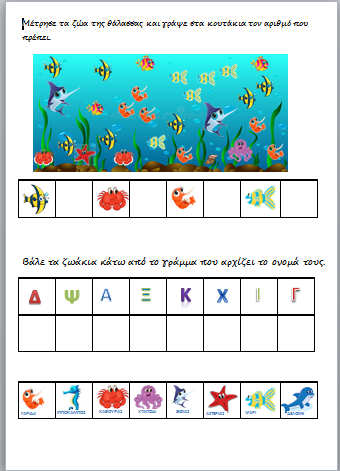 Μέτρησε τα ζώα της θάλασσας και γράψε στα κουτάκια τον αριθμό που
πρέπει.
Βάλε τα ζωάκια κάτω από το γράμμα που αρχίζει το όνομά τους.
Δ Ψ Α Ξ Κ Χ Ι Γ
ΓΑΡΙΔΑ ΙΠΠΟΚΑΜΠΟΣ ΚΑΒΟΥΡΑΣ ΧΤΑΠΟΔΙ ΞΙΦΙΑΣ ΑΣΤΕΡΙΑΣ ΨΑΡΙ ΔΕΛΦΙΝΙ